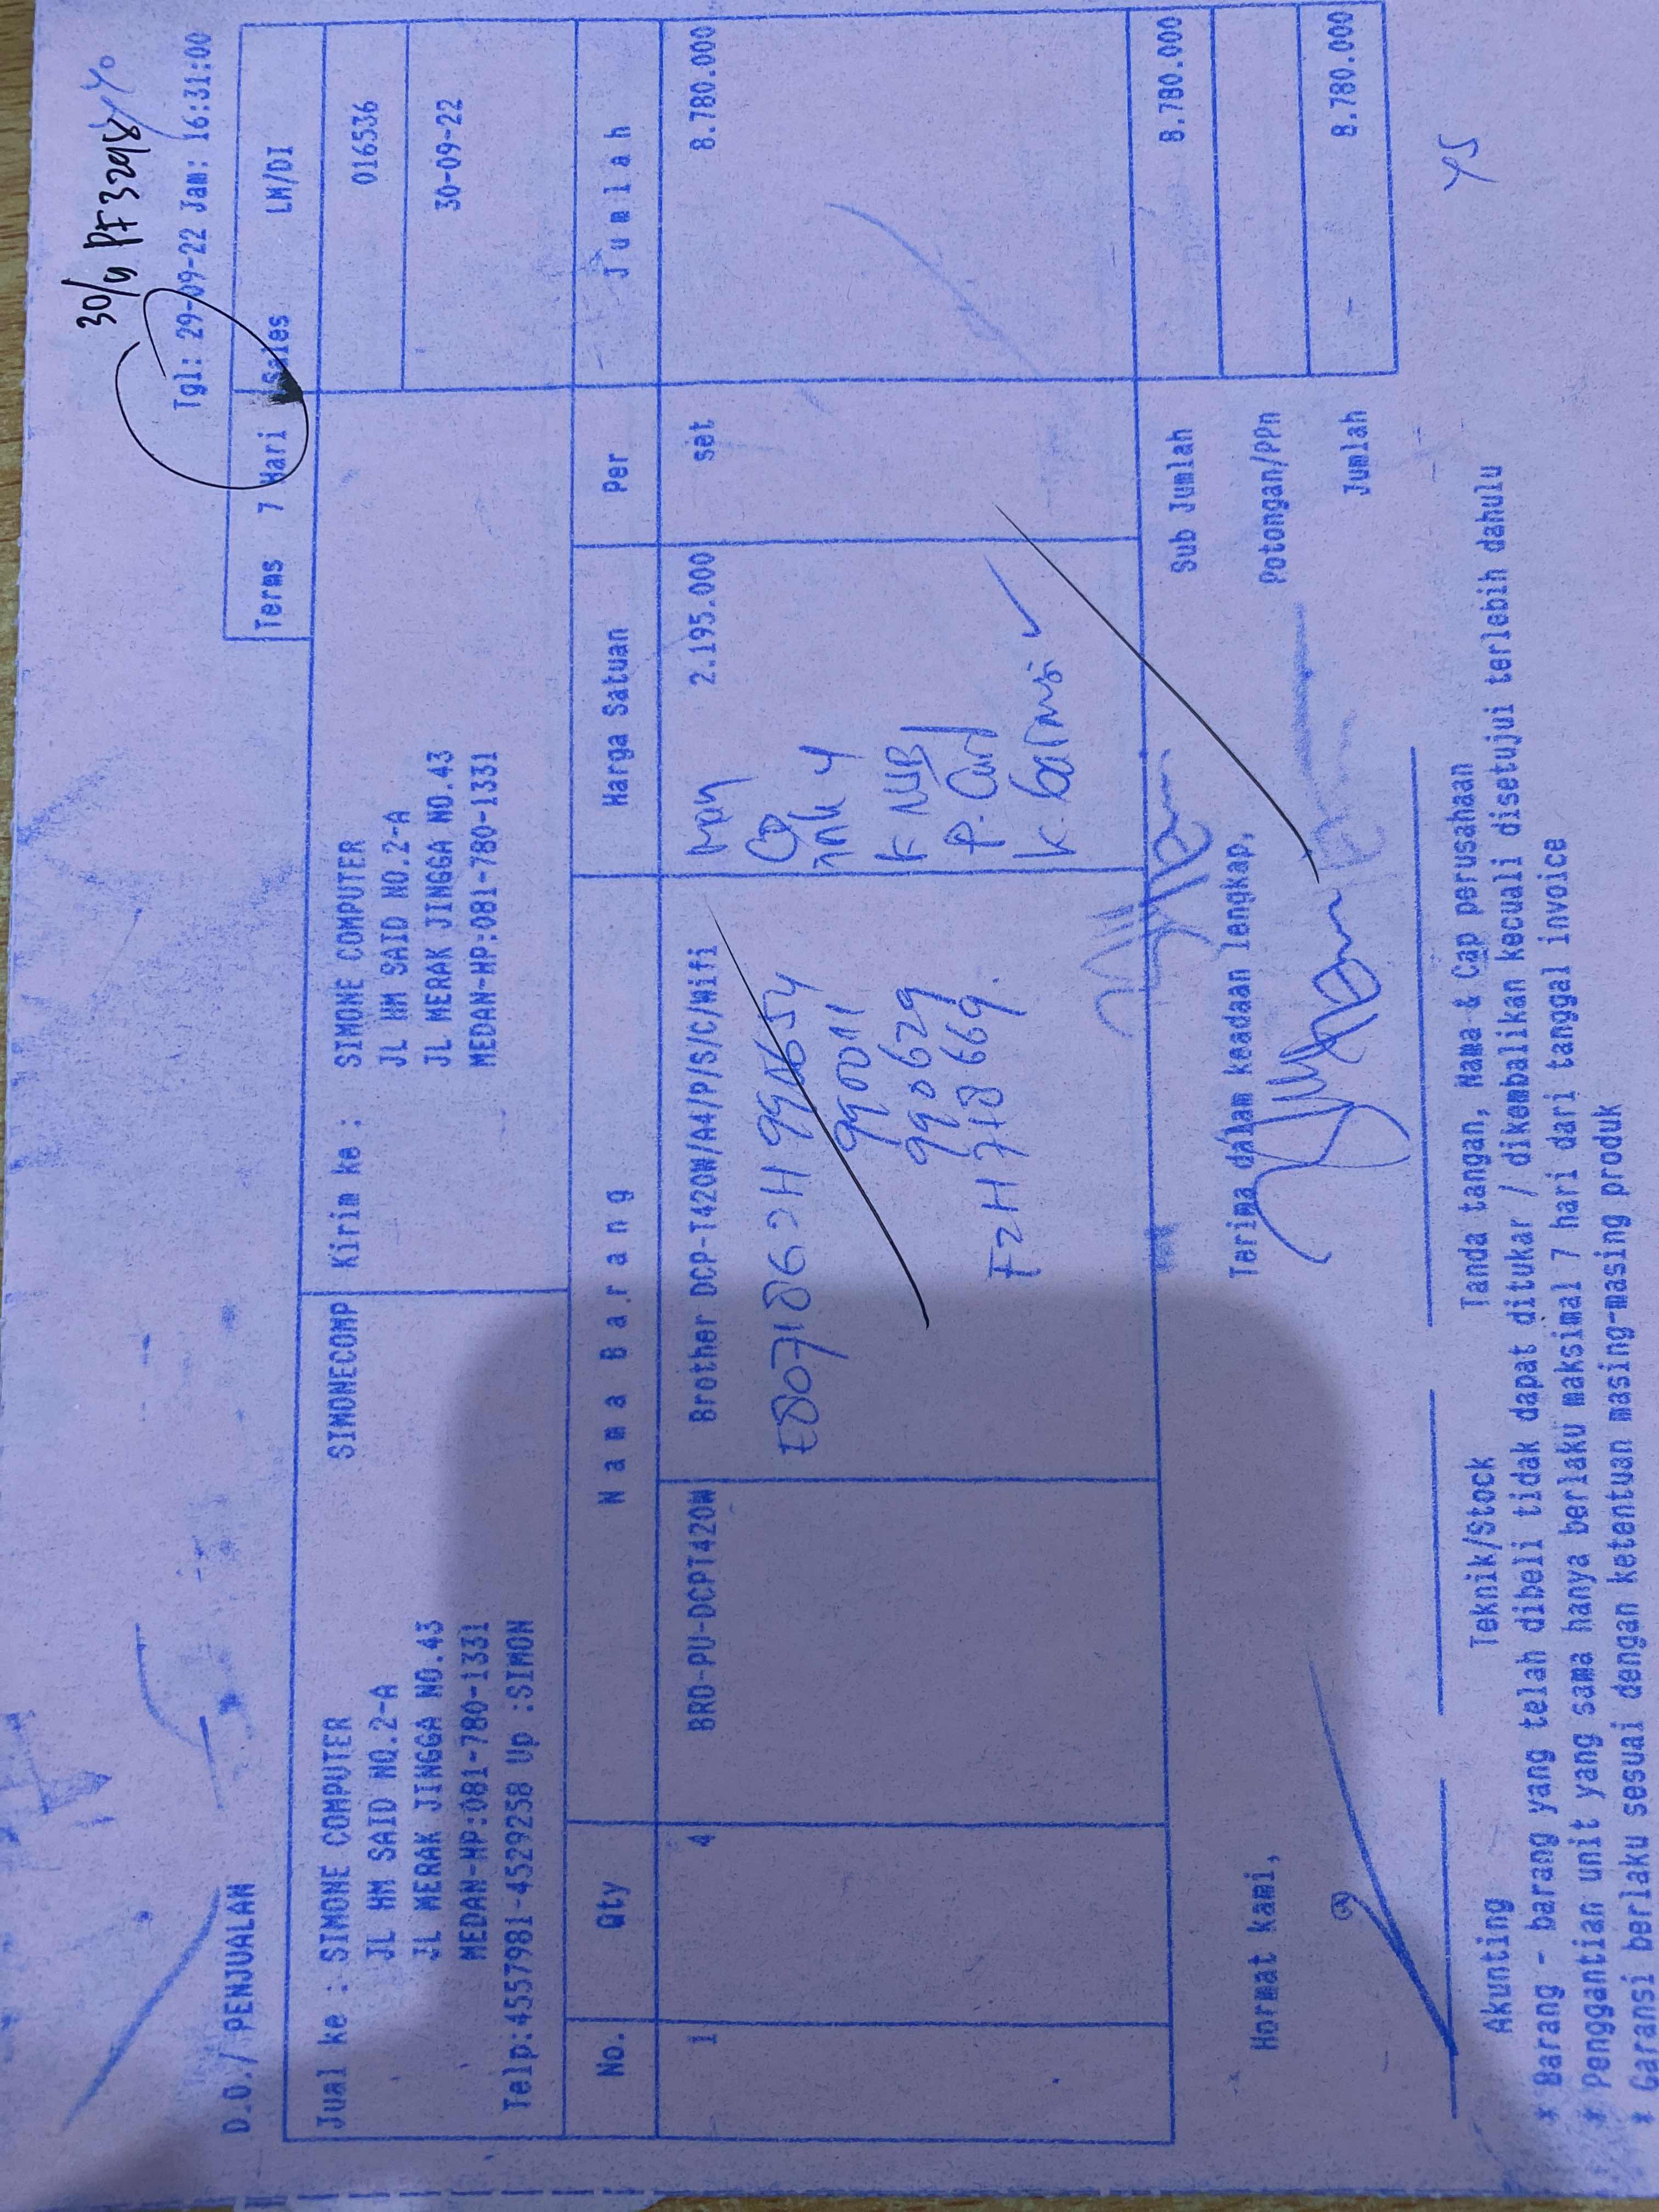 30/9 PF 3298
Tgl: 29-09-22 Jam: 16:31:00
D.O./ PENJUALAN
Terms 7 Hari Sales LM/DI
Jual ke : SIMONE COMPUTER SIMONECOMP
JL HM SAID NO.2-A
JL MERAK JINGGA NO.43
MEDAN-HP:081-780-1331
Telp:4557981-4529258 Up :SIMON
Kirim ke : SIMONE COMPUTER
JL HM SAID NO.2-A
JL MERAK JINGGA NO.43
MEDAN-HP:081-780-1331
016536
30-09-22
No. Qty Nama Barang Harga Satuan Per Jumlah
1 4 BRD-PU-DCPT420W Brother DCP-T420W/A4/P/S/C/Wifi 2.195.000 set 8.780.000
990011
990629
CD
K. Garansi
Sub Jumlah 8.780.000
Potongan/PPn
Jumlah 8.780.000
Hormat kami, Terima dalam keadaan lengkap,
Akunting Teknik/Stock Tanda tangan, Nama & Cap perusahaan
* Barang - barang yang telah dibeli tidak dapat ditukar / dikembalikan kecuali disetujui terlebih dahulu
* Penggantian unit yang sama hanya berlaku maksimal 7 hari dari tanggal invoice
* Garansi berlaku sesuai dengan ketentuan masing-masing produk